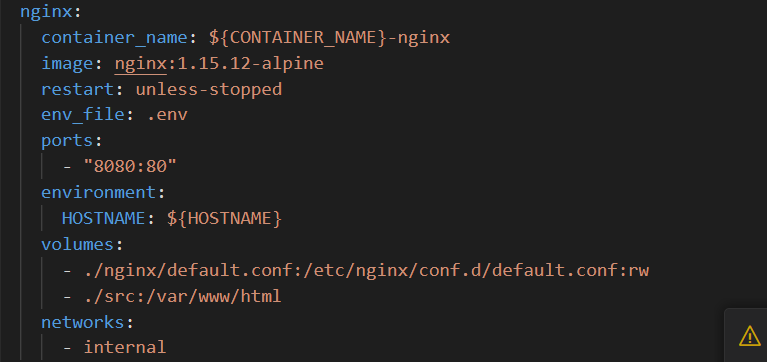 nginx:
container_name: ${CONTAINER_NAME}-nginx
image: nginx:1.15.12-alpine
restart: unless-stopped
env_file: .env
ports:
- "8080:80"
environment:
HOSTNAME: ${HOSTNAME}
volumes:
- ./nginx/default.conf:/etc/nginx/conf.d/default.conf:rw
- ./src:/var/www/html
networks:
- internal